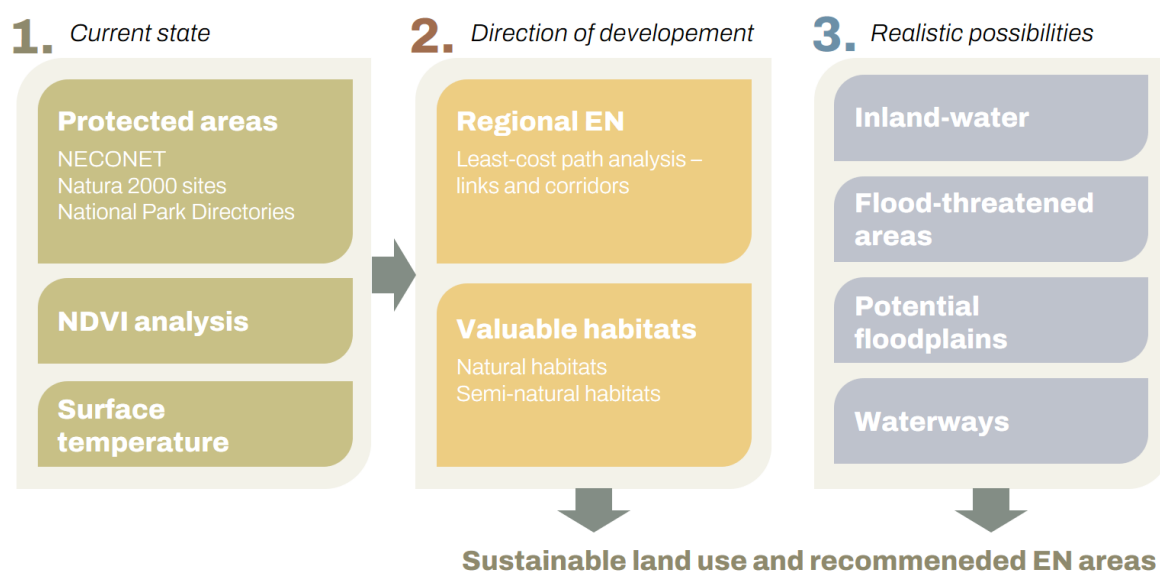 1. Current state
Protected areas
NECONET
Natura 2000 sites
National Park Directories
NDVI analysis
Surface
temperature
2. Direction of developement
Regional EN
Least-cost path analysis –
links and corridors
Valuable habitats
Natural habitats
Semi-natural habitats
3. Realistic possibilities
Inland-water
Flood-threatened
areas
Potential
floodplains
Waterways
Sustainable land use and recommeneded EN areas